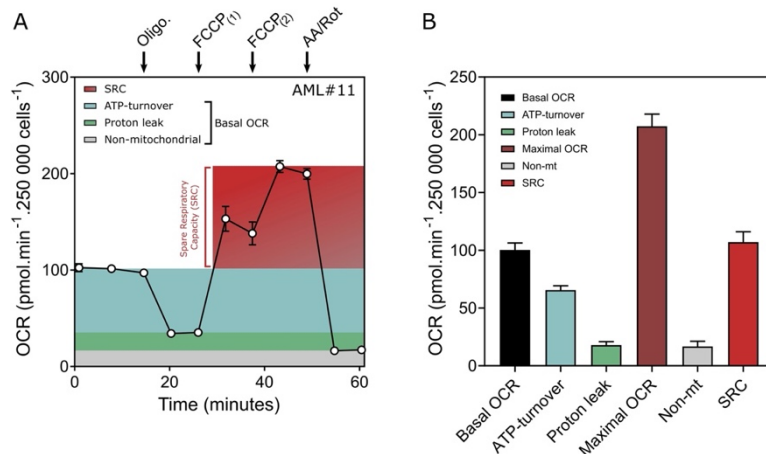 A
Oligo.
FCCP(1)
FCCP(2)
AA/Rot
AML#11
SRC
ATP-turnover
Proton leak
Non-mitochondrial
Basal OCR
Spare Respiratory
Capacity (SRC)
OCR (pmol.min⁻¹.250 000 cells⁻¹)
300
200
100
0
0
20
40
60
Time (minutes)
B
Basal OCR
ATP-turnover
Proton leak
Maximal OCR
Non-mt
SRC
OCR (pmol.min⁻¹.250 000 cells⁻¹)
250
200
150
100
50
0
Basal OCR
ATP-turnover
Proton leak
Maximal OCR
Non-mt
SRC